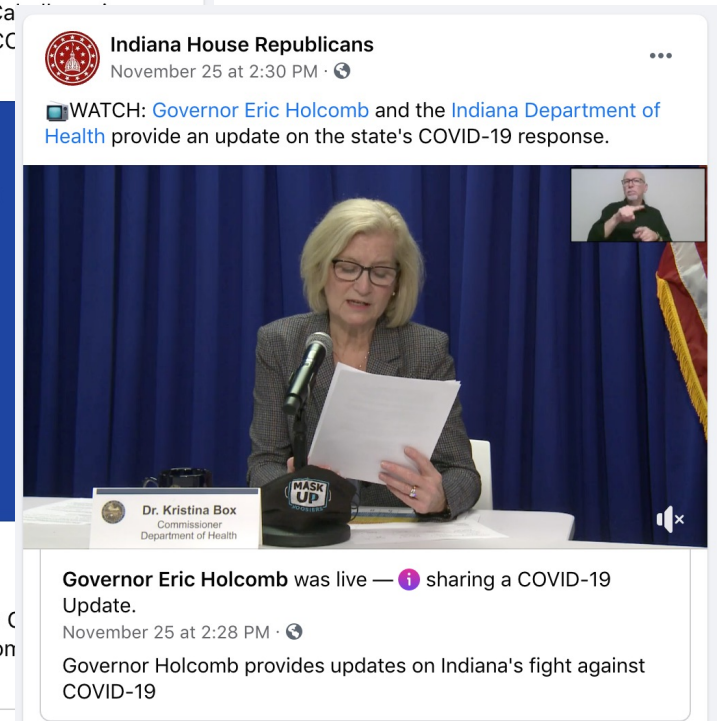 Indiana House Republicans
November 25 at 2:30 PM ·
WATCH: Governor Eric Holcomb and the Indiana Department of
Health provide an update on the state's COVID-19 response.
Dr. Kristina Box
Commissioner
Department of Health
MASK
UP
HOOSIERS
Governor Eric Holcomb was live — sharing a COVID-19
Update.
November 25 at 2:28 PM ·
Governor Holcomb provides updates on Indiana's fight against
COVID-19